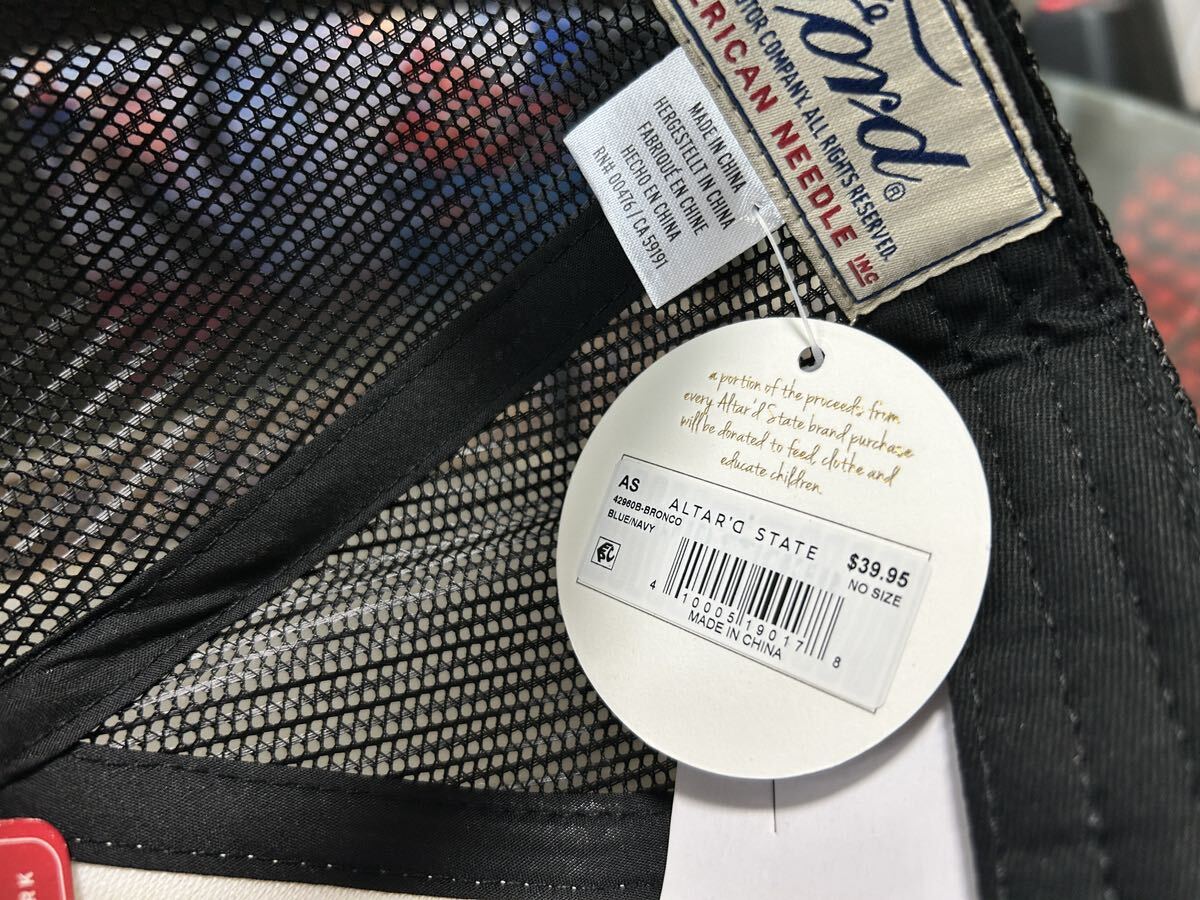 Ford®
MOTOR COMPANY. ALL RIGHTS RESERVED.
AMERICAN NEEDLE INC
MADE IN CHINA
HERGESTELLT IN CHINA
FABRIQUÉ EN CHINE
HECHO EN CHINA
RN# 00476 / CA 59191
a portion of the proceeds from
every Altar'd State brand purchase
will be donated to feed, clothe and
educate children.
AS
42960B-BRONCO
BLUE/NAVY
ALTAR'D STATE
$39.95
NO SIZE
4 10005 19017 8
MADE IN CHINA